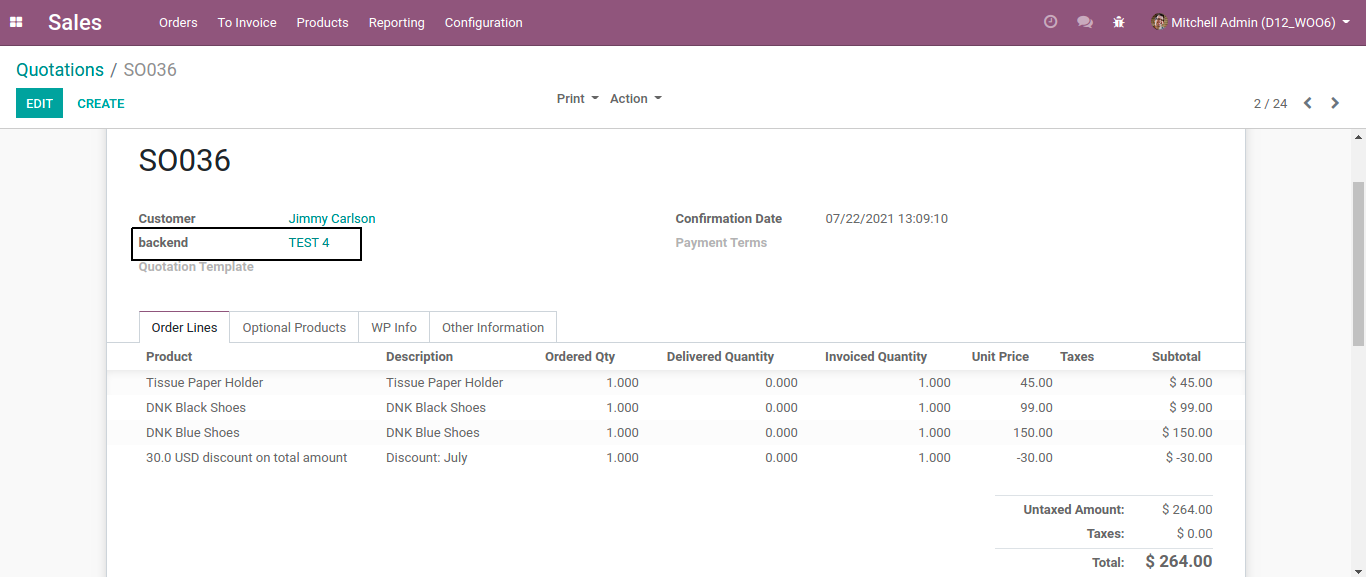 Sales Orders To Invoice Products Reporting Configuration Mitchell Admin (D12_WOO6)
Quotations / SO036
EDIT CREATE Print Action 2 / 24
SO036
Customer Jimmy Carlson Confirmation Date 07/22/2021 13:09:10
backend TEST 4 Payment Terms
Quotation Template
Order Lines Optional Products WP Info Other Information
Product Description Ordered Qty Delivered Quantity Invoiced Quantity Unit Price Taxes Subtotal
Tissue Paper Holder Tissue Paper Holder 1.000 0.000 1.000 45.00 $ 45.00
DNK Black Shoes DNK Black Shoes 1.000 0.000 1.000 99.00 $ 99.00
DNK Blue Shoes DNK Blue Shoes 1.000 0.000 1.000 150.00 $ 150.00
30.0 USD discount on total amount Discount: July 1.000 0.000 1.000 -30.00 $ -30.00
Untaxed Amount: $ 264.00
Taxes: $ 0.00
Total: $ 264.00